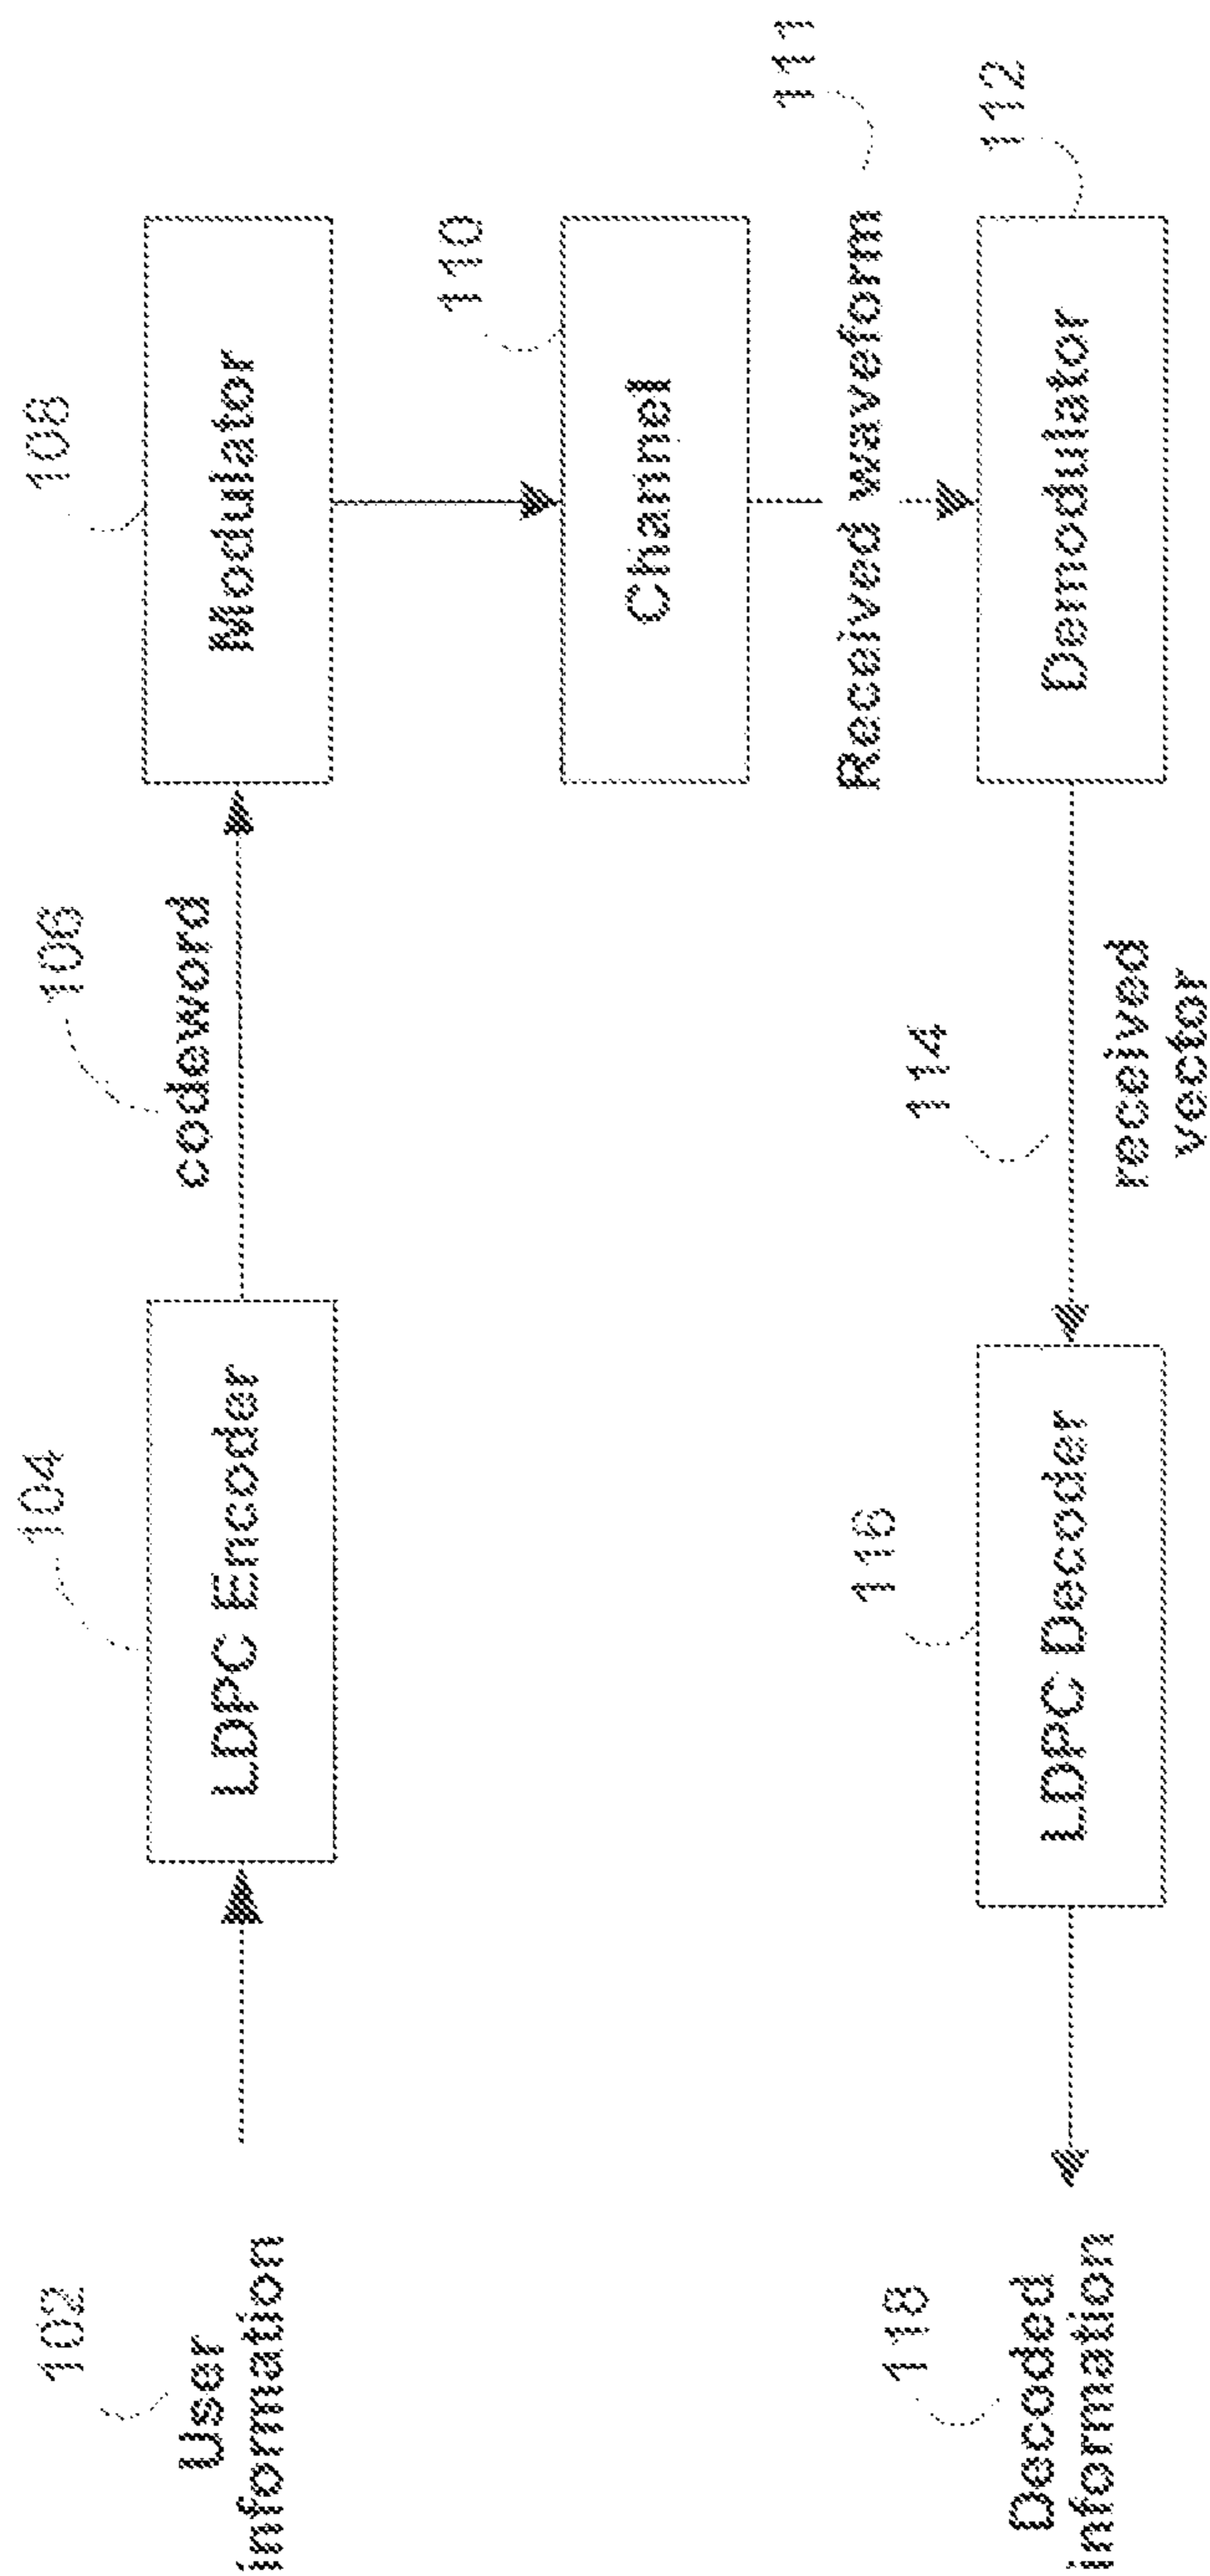 102
User
information
104
LDPC Encoder
106
codeword
108
Modulator
110
Channel
111
Received waveform
112
Demodulator
114
received
vector
116
LDPC Decoder
118
Decoded
information